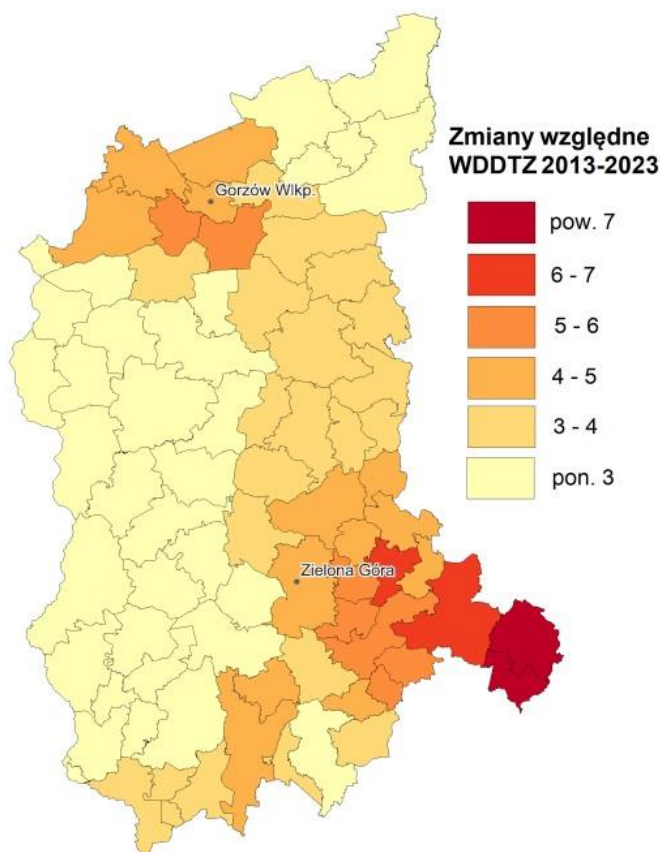 Zmiany względne
WDDTZ 2013-2023
Gorzów Wlkp.
pow. 7
6 - 7
5 - 6
4 - 5
3 - 4
pon. 3
Zielona Góra